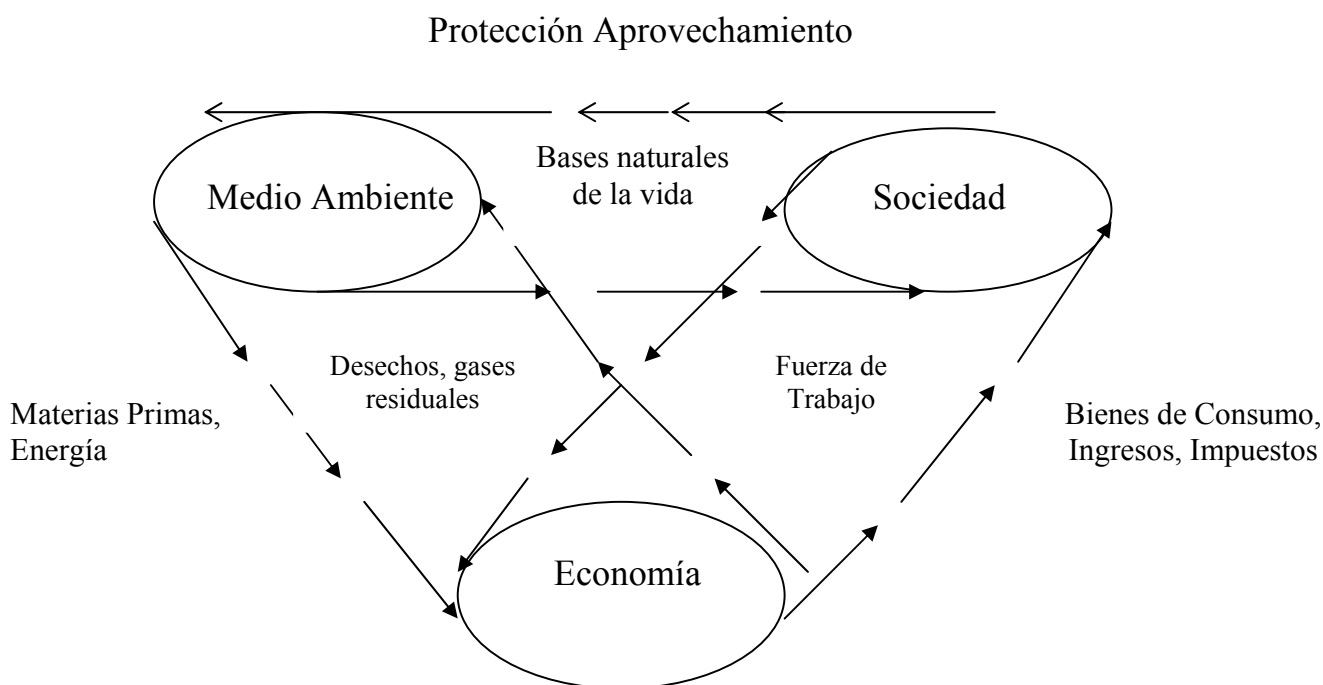 Protección Aprovechamiento
Bases naturales
de la vida
Medio Ambiente
Sociedad
Desechos, gases
residuales
Fuerza de
Trabajo
Materias Primas,
Energía
Bienes de Consumo,
Ingresos, Impuestos
Economía